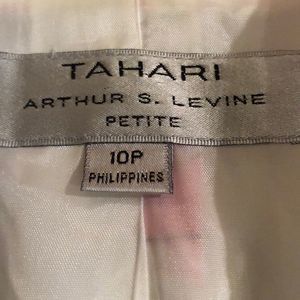 TAHARI
ARTHUR S. LEVINE
PETITE
10P
PHILIPPINES